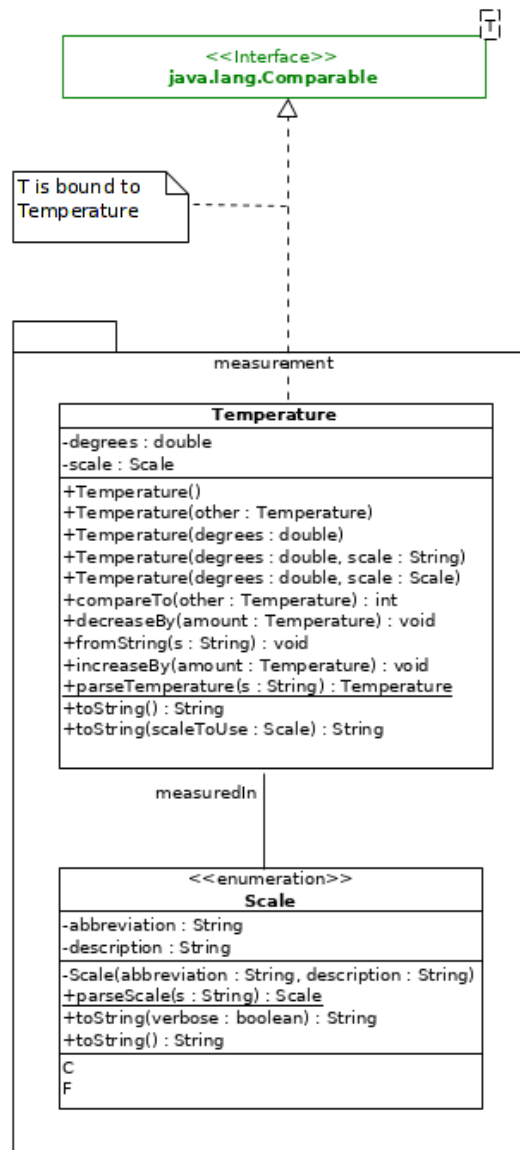 T
<<Interface>>
java.lang.Comparable
T is bound to
Temperature
measurement
Temperature
-degrees : double
-scale : Scale
+Temperature()
+Temperature(other : Temperature)
+Temperature(degrees : double)
+Temperature(degrees : double, scale : String)
+Temperature(degrees : double, scale : Scale)
+compareTo(other : Temperature) : int
+decreaseBy(amount : Temperature) : void
+fromString(s : String) : void
+increaseBy(amount : Temperature) : void
+parseTemperature(s : String) : Temperature
+toString() : String
+toString(scaleToUse : Scale) : String
measuredIn
<<enumeration>>
Scale
-abbreviation : String
-description : String
-Scale(abbreviation : String, description : String)
+parseScale(s : String) : Scale
+toString(verbose : boolean) : String
+toString() : String
C
F